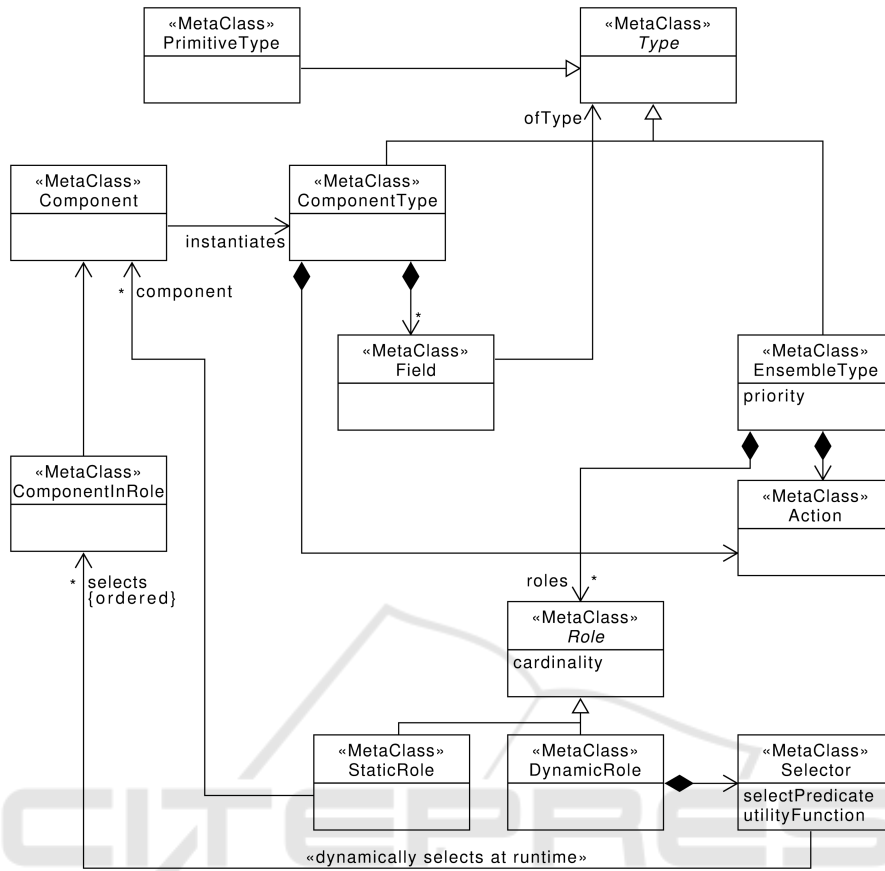 «MetaClass»
PrimitiveType
«MetaClass»
Type
ofType
«MetaClass»
Component
«MetaClass»
ComponentType
instantiates
* component
*
«MetaClass»
Field
«MetaClass»
EnsembleType
priority
«MetaClass»
ComponentInRole
«MetaClass»
Action
* selects
{ordered}
roles *
«MetaClass»
Role
cardinality
«MetaClass»
StaticRole
«MetaClass»
DynamicRole
«MetaClass»
Selector
selectPredicate
utilityFunction
CITEPRES
«dynamically selects at runtime»